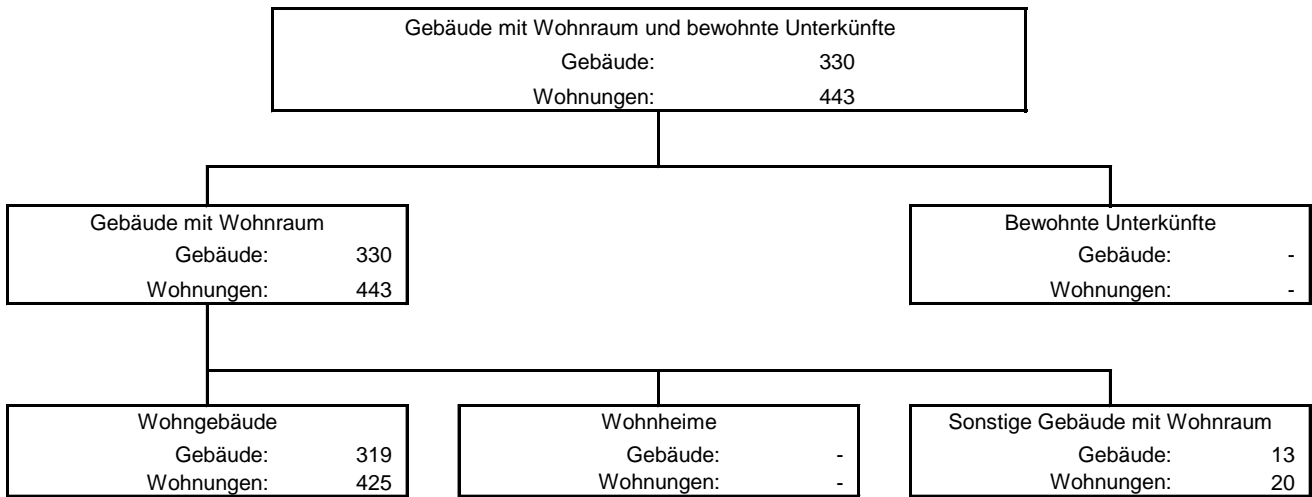 Gebäude mit Wohnraum und bewohnte Unterkünfte
Gebäude: 330
Wohnungen: 443
Gebäude mit Wohnraum
Gebäude: 330
Wohnungen: 443
Bewohnte Unterkünfte
Gebäude: -
Wohnungen: -
Wohngebäude
Gebäude: 319
Wohnungen: 425
Wohnheime
Gebäude: -
Wohnungen: -
Sonstige Gebäude mit Wohnraum
Gebäude: 13
Wohnungen: 20